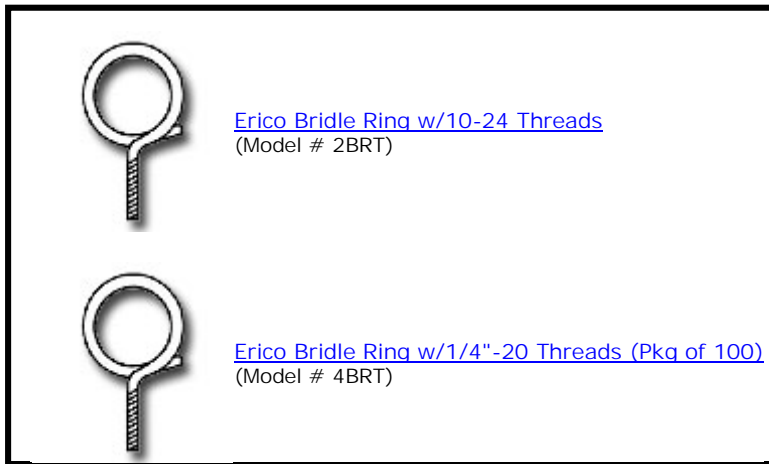 Erico Bridle Ring w/10-24 Threads
(Model # 2BRT)
Erico Bridle Ring w/1/4"-20 Threads (Pkg of 100)
(Model # 4BRT)